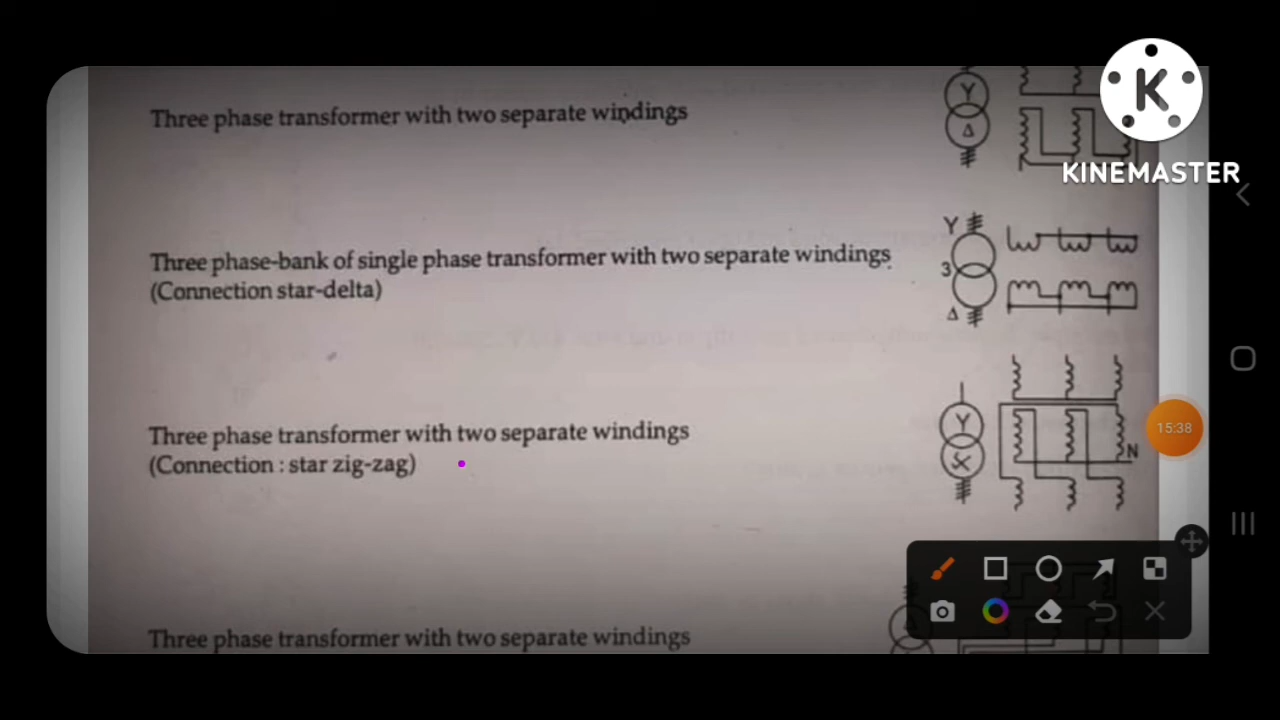 Three phase transformer with two separate windings
Y
Δ
K
KINEMASTER
Three phase-bank of single phase transformer with two separate windings
(Connection star-delta)
Y
3
Δ
Three phase transformer with two separate windings
(Connection : star zig-zag)
Y
N
15:38
Three phase transformer with two separate windings